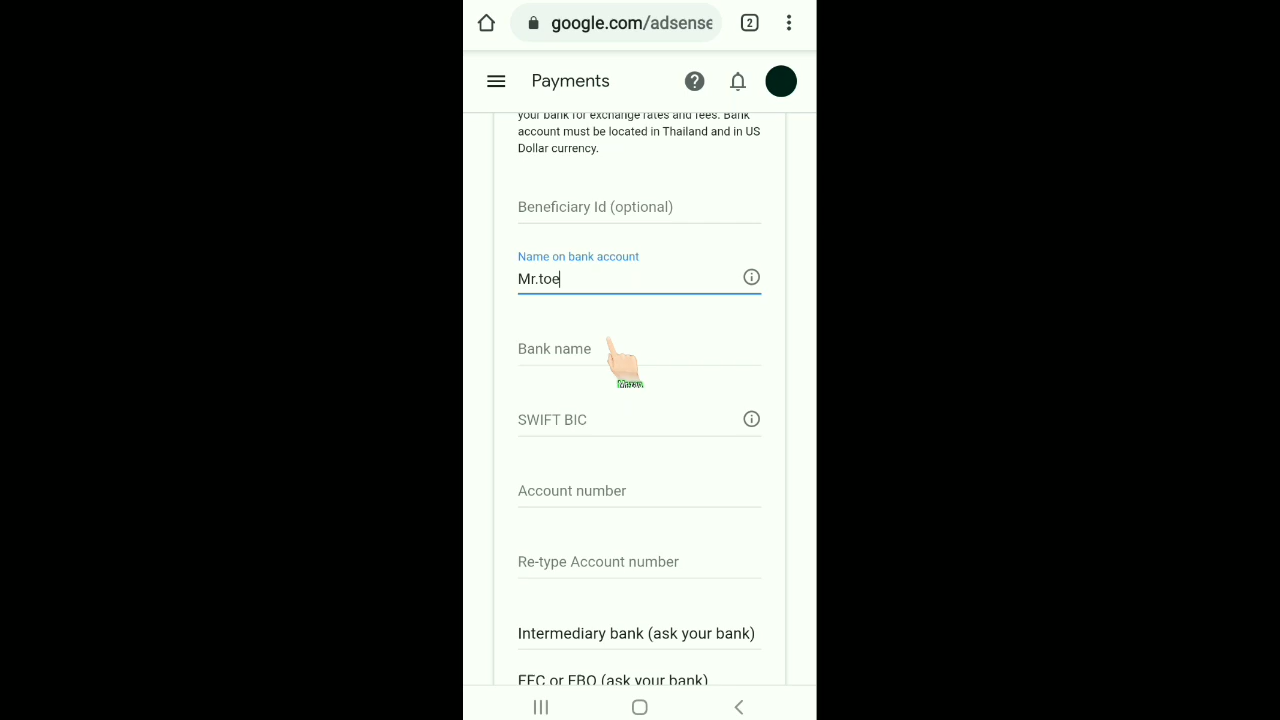 google.com/adsense
2
Payments
your bank for exchange rates and fees. Bank
account must be located in Thailand and in US
Dollar currency.
Beneficiary Id (optional)
Name on bank account
Mr.toe
Bank name
SWIFT BIC
Account number
Re-type Account number
Intermediary bank (ask your bank)
FFC or FBO (ask your bank)